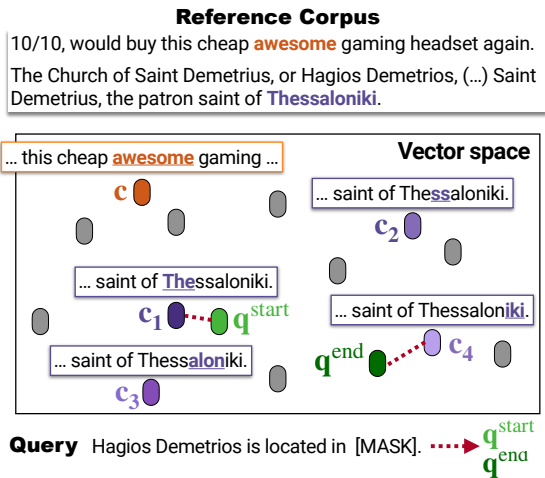 Reference Corpus
10/10, would buy this cheap awesome gaming headset again.
The Church of Saint Demetrius, or Hagios Demetrios, (...) Saint
Demetrius, the patron saint of Thessaloniki.
Vector space
... this cheap awesome gaming ...
c
... saint of Thessaloniki.
c2
... saint of Thessaloniki.
c1
qstart
... saint of Thessaloniki.
c4
qend
... saint of Thessaloniki.
c3
Query Hagios Demetrios is located in [MASK].
qstart
qend